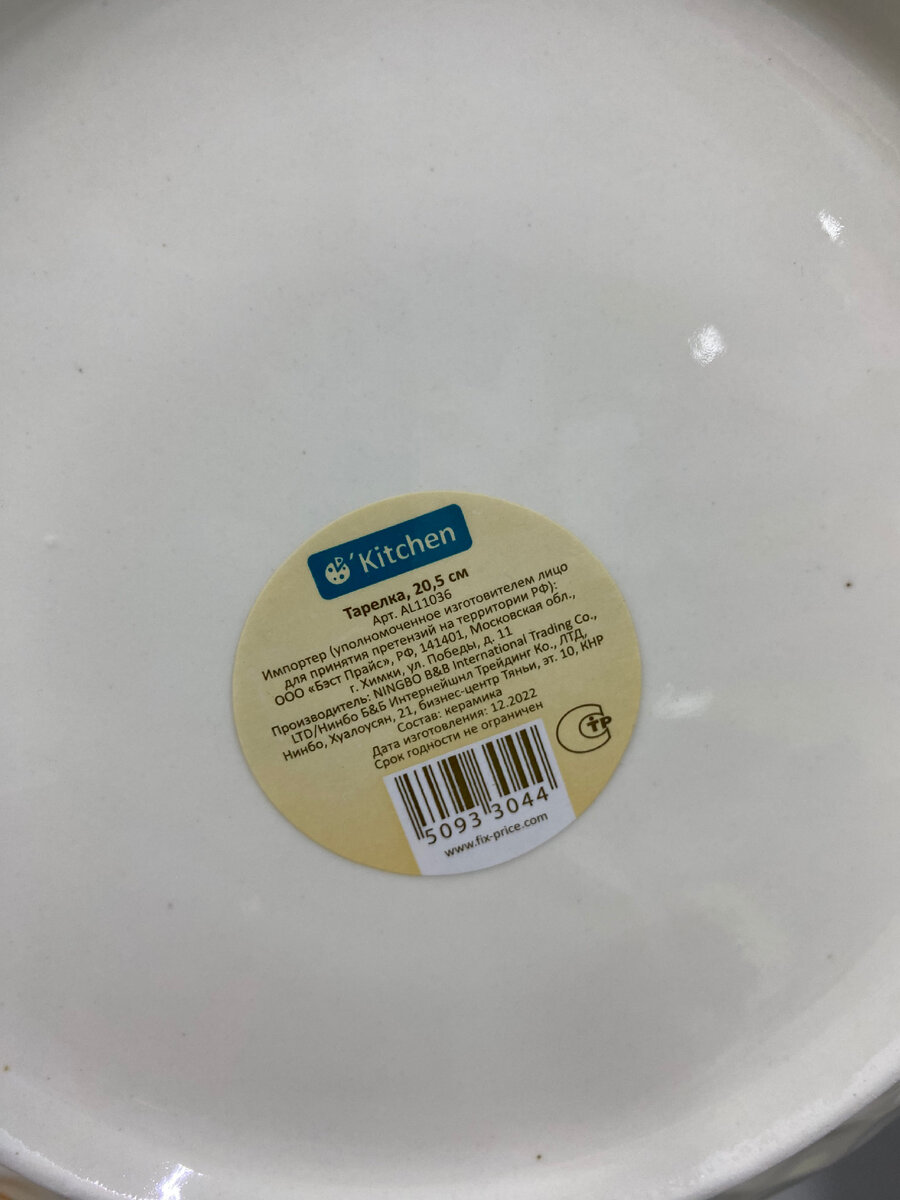 D'Kitchen
Тарелка, 20,5 см
Арт. AL11036
Импортер (уполномоченное изготовителем лицо
для принятия претензий на территории РФ):
ООО «Бэст Прайс», РФ, 141401, Московская обл.,
г. Химки, ул. Победы, д. 11
Производитель: NINGBO B&B International Trading Co.,
LTD/Нинбо Б&Б Интернейшнл Трейдинг Ко., ЛТД,
Нинбо, Хуалоусян, 21, бизнес-центр Тяньи, эт. 10, КНР
Состав: керамика
Дата изготовления: 12.2022
Срок годности не ограничен
5093 3044
www.fix-price.com